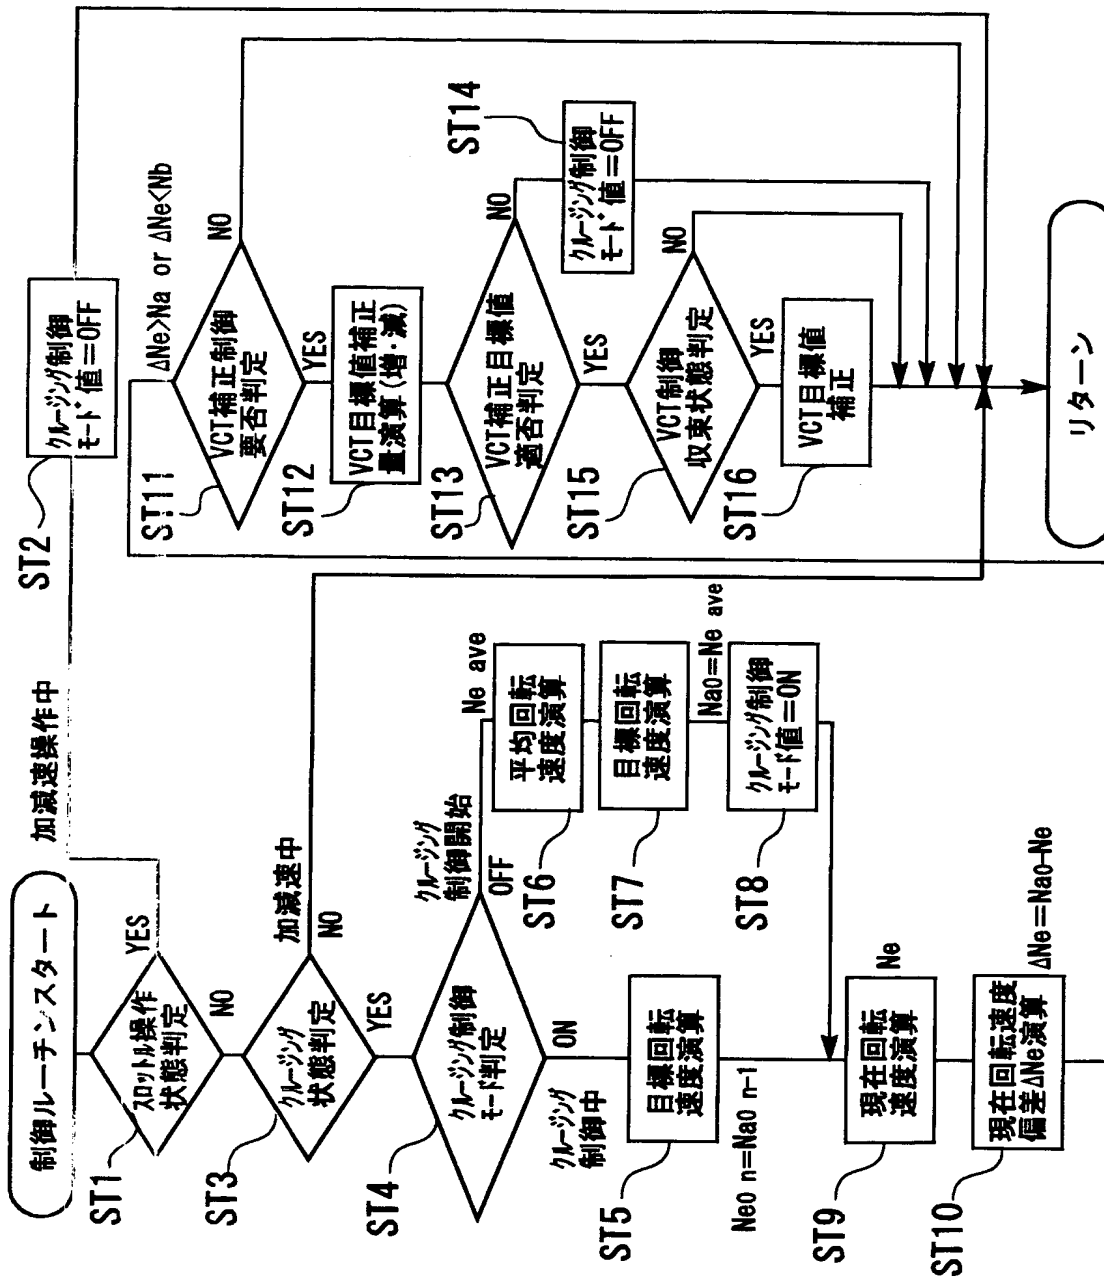 制御ルーチンスタート
ST1
スロットル操作
状態判定
YES
加減速操作中
NO
ST2
クルージング制御
モード値=OFF
ST3
クルージング
状態判定
加減速中
NO
YES
ST4
クルージング制御
モード判定
クルージング
制御開始
OFF
ON
クルージング
制御中
ST5
目標回転
速度演算
Neo n=Nao n-1
ST6
平均回転
速度演算
Ne ave
ST7
目標回転
速度演算
Nao=Ne ave
ST8
クルージング制御
モード値=ON
ST9
現在回転
速度演算
Ne
ST10
現在回転速度
偏差ΔNe演算
ΔNe=Nao-Ne
ΔNe>Na or ΔNe<Nb
ST11
VCT補正制御
要否判定
NO
YES
ST12
VCT目標値補正
量演算(増・減)
ST13
VCT補正目標値
適否判定
NO
YES
ST14
クルージング制御
モード値=OFF
ST15
VCT制御
収束状態判定
NO
YES
ST16
VCT目標値
補正
リターン